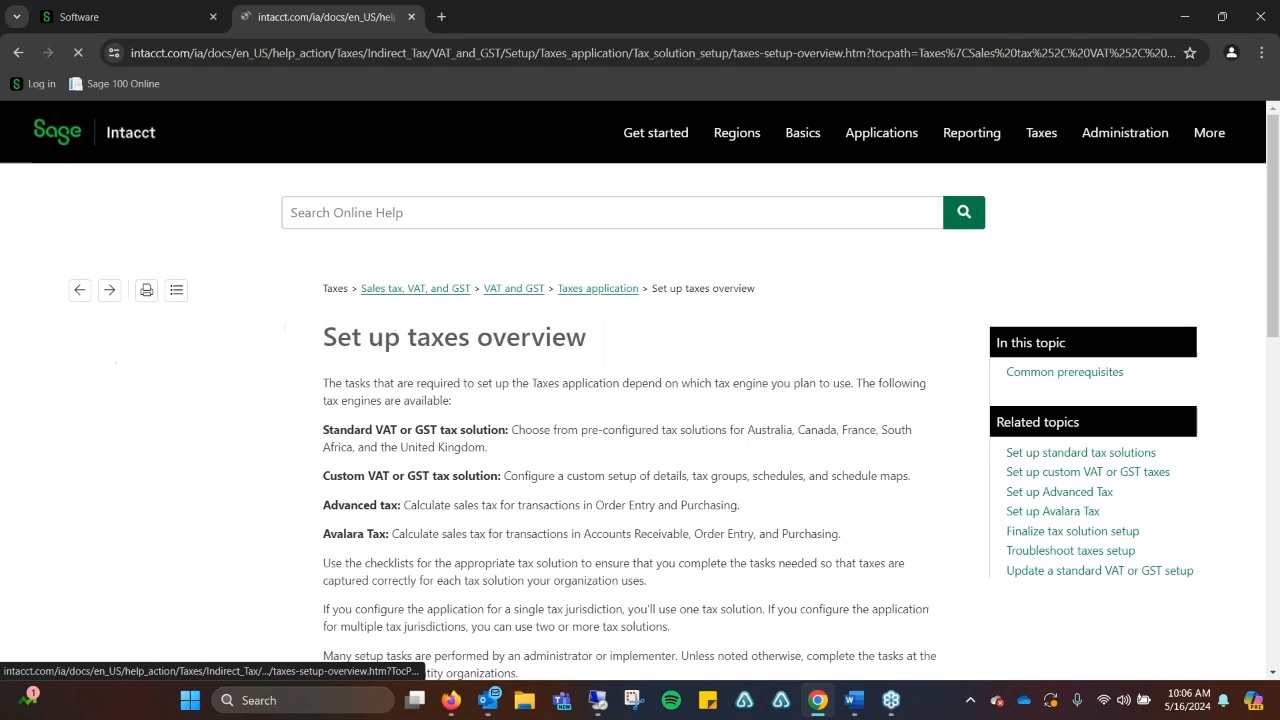 Software
intacct.com/ia/docs/en_US/help
intacct.com/ia/docs/en_US/help_action/Taxes/Indirect_Tax/VAT_and_GST/Setup/Taxes_application/Tax_solution_setup/taxes-setup-overview.htm?tocpath=Taxes%7CSales%20tax%252C%20VAT%252C%20...
Log in
Sage 100 Online
Sage
Intacct
Get started
Regions
Basics
Applications
Reporting
Taxes
Administration
More
Search Online Help
Taxes > Sales tax, VAT, and GST > VAT and GST > Taxes application > Set up taxes overview
Set up taxes overview
The tasks that are required to set up the Taxes application depend on which tax engine you plan to use. The following
tax engines are available:
Standard VAT or GST tax solution: Choose from pre-configured tax solutions for Australia, Canada, France, South
Africa, and the United Kingdom.
Custom VAT or GST tax solution: Configure a custom setup of details, tax groups, schedules, and schedule maps.
Advanced tax: Calculate sales tax for transactions in Order Entry and Purchasing.
Avalara Tax: Calculate sales tax for transactions in Accounts Receivable, Order Entry, and Purchasing.
Use the checklists for the appropriate tax solution to ensure that you complete the tasks needed so that taxes are
captured correctly for each tax solution your organization uses.
If you configure the application for a single tax jurisdiction, you'll use one tax solution. If you configure the application
for multiple tax jurisdictions, you can use two or more tax solutions.
Many setup tasks are performed by an administrator or implementer. Unless noted otherwise, complete the tasks at the
entity organizations.
In this topic
Common prerequisites
Related topics
Set up standard tax solutions
Set up custom VAT or GST taxes
Set up Advanced Tax
Set up Avalara Tax
Finalize tax solution setup
Troubleshoot taxes setup
Update a standard VAT or GST setup
intacct.com/ia/docs/en_US/help_action/Taxes/Indirect_Tax/.../taxes-setup-overview.htm?TocP...
1
Search
10:06 AM
5/16/2024